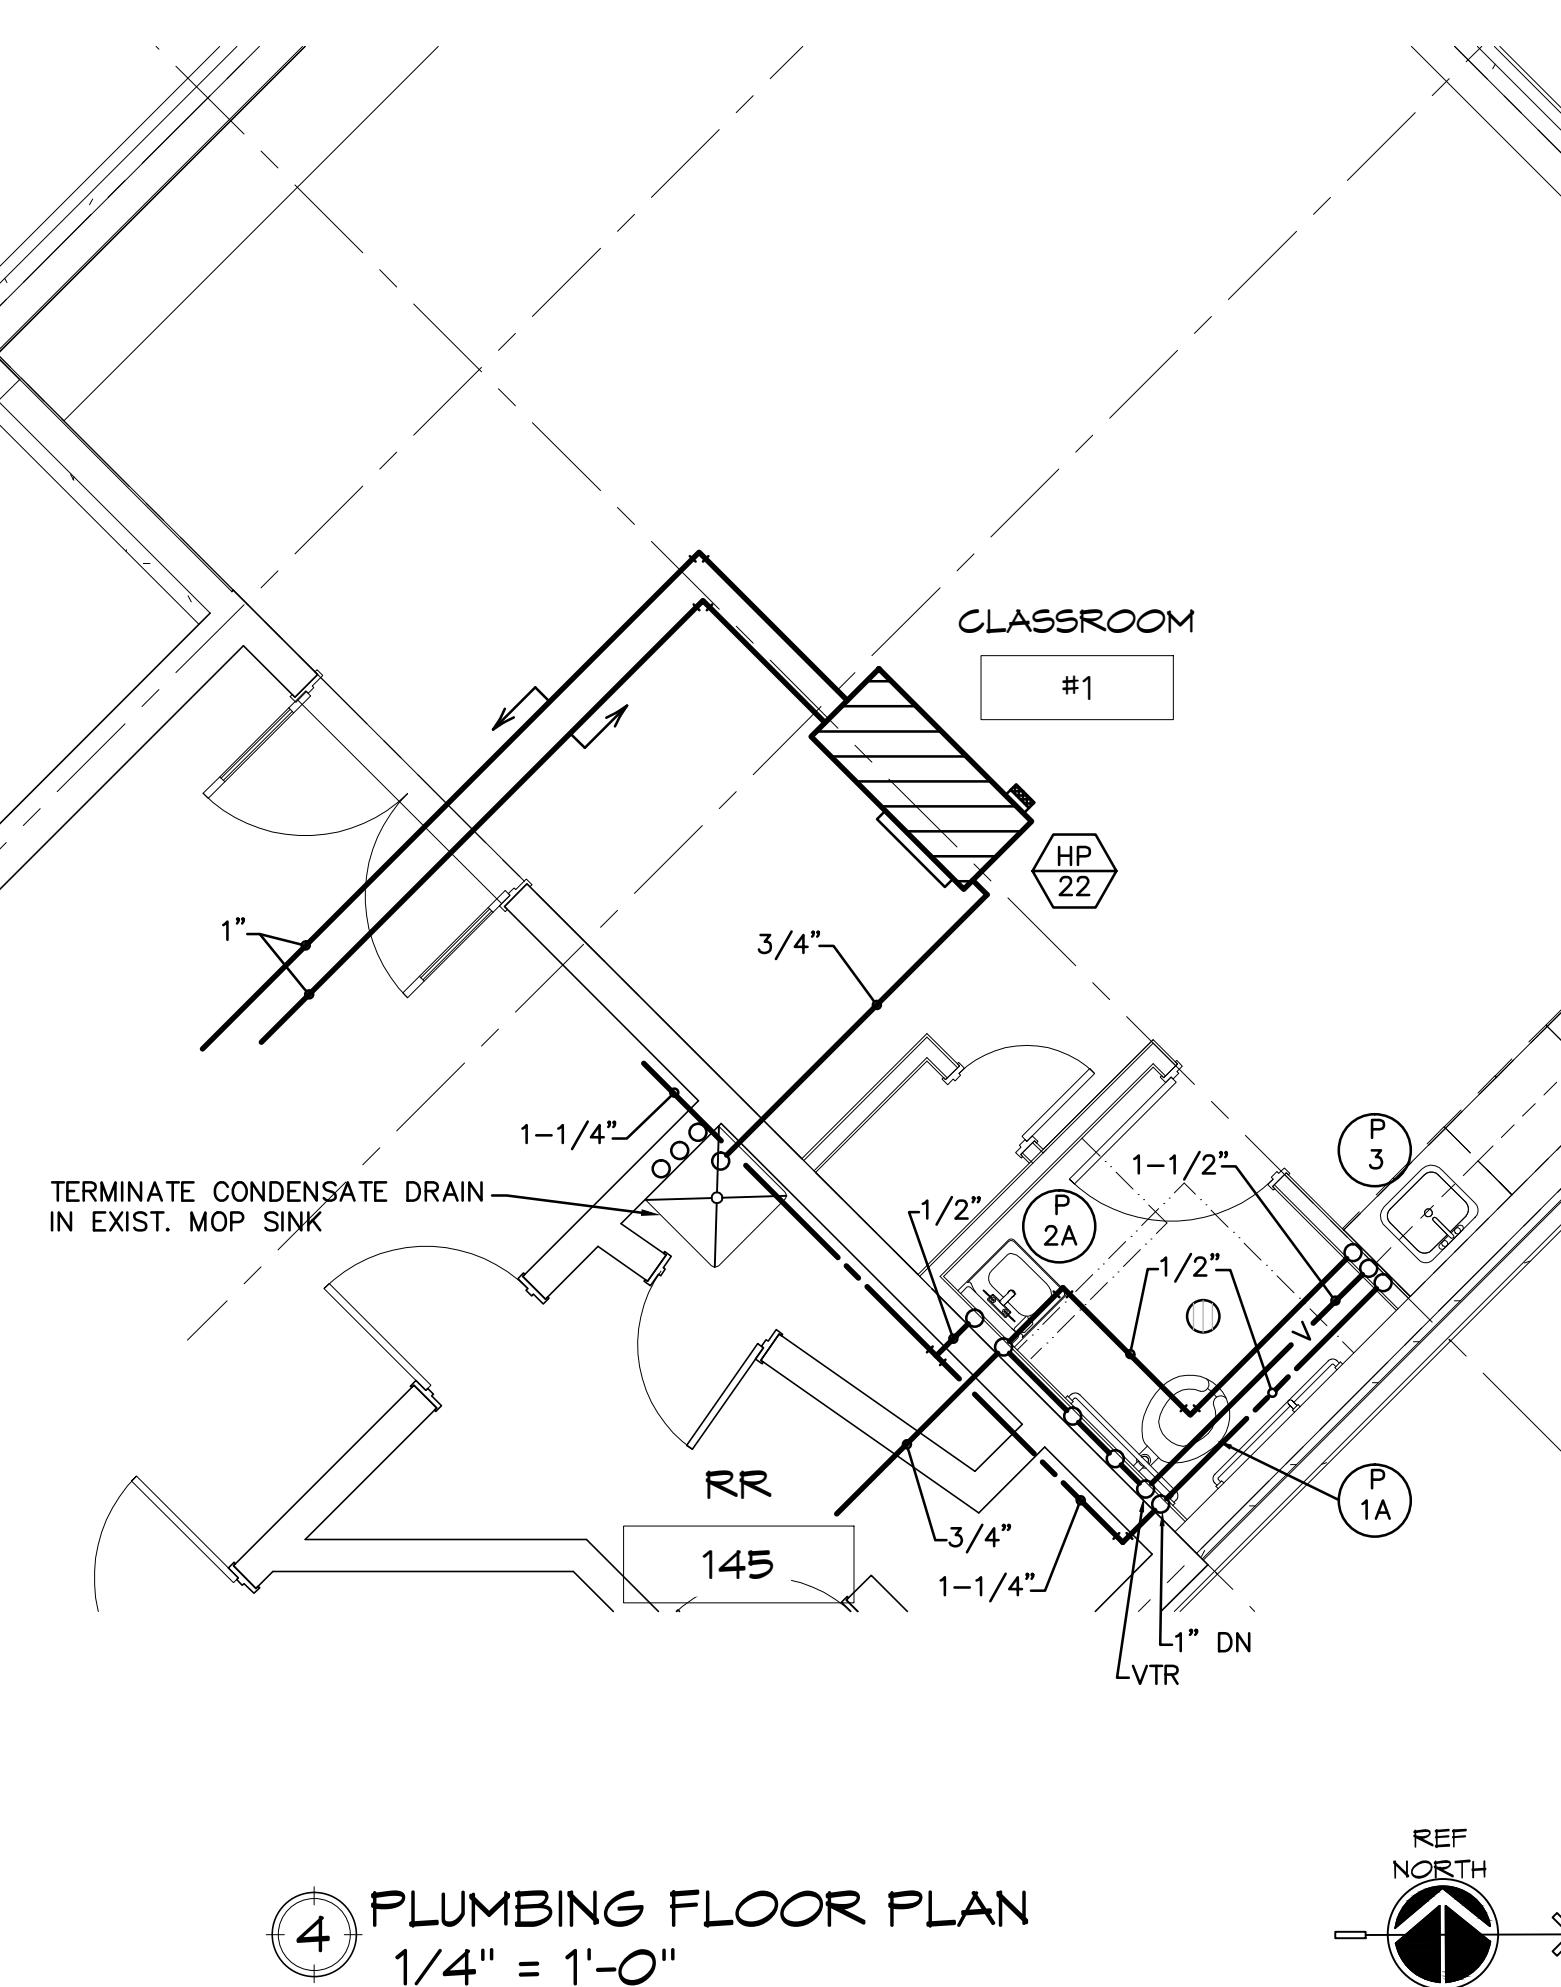 CLASSROOM
#1
HP
22
1”
3/4”
1-1/4”
TERMINATE CONDENSATE DRAIN
IN EXIST. MOP SINK
P
3
1-1/2”
1/2”
P
2A
1/2”
V
RR
145
P
1A
3/4”
1-1/4”
1” DN
VTR
REF
NORTH
4
PLUMBING FLOOR PLAN
1/4" = 1'-0"